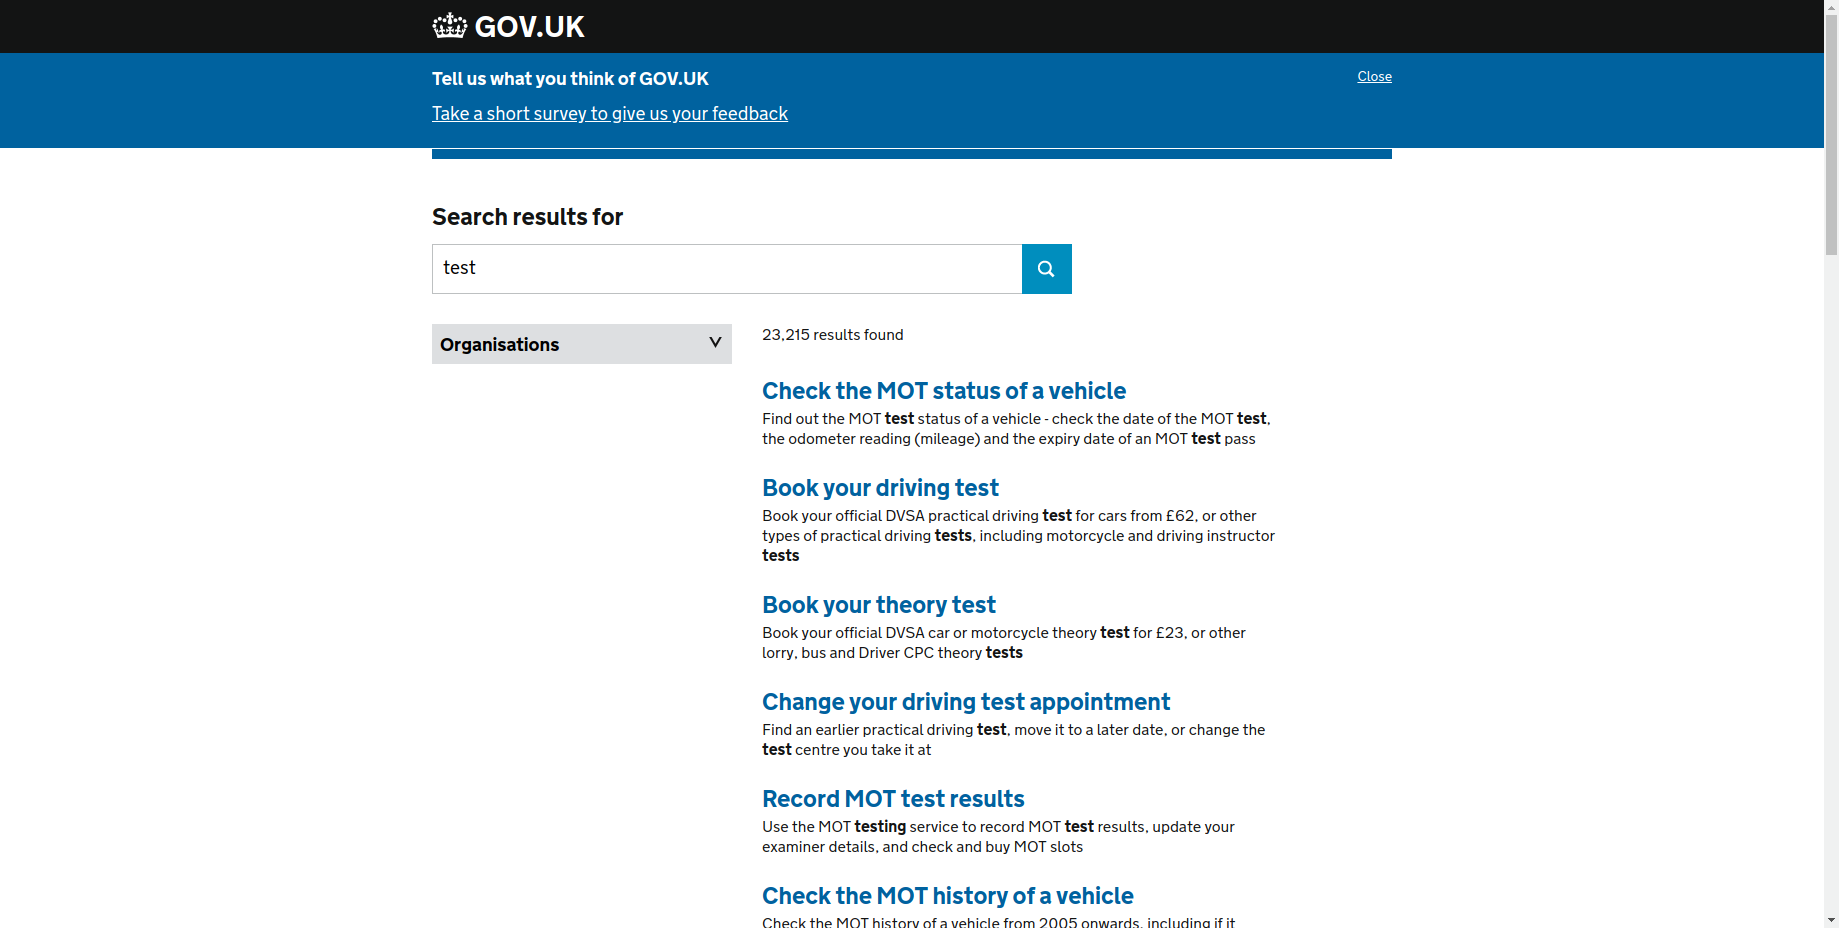 GOV.UK
Tell us what you think of GOV.UK
Close
Take a short survey to give us your feedback
Search results for
test
Organisations
23,215 results found
Check the MOT status of a vehicle
Find out the MOT test status of a vehicle - check the date of the MOT test,
the odometer reading (mileage) and the expiry date of an MOT test pass
Book your driving test
Book your official DVSA practical driving test for cars from £62, or other
types of practical driving tests, including motorcycle and driving instructor
tests
Book your theory test
Book your official DVSA car or motorcycle theory test for £23, or other
lorry, bus and Driver CPC theory tests
Change your driving test appointment
Find an earlier practical driving test, move it to a later date, or change the
test centre you take it at
Record MOT test results
Use the MOT testing service to record MOT test results, update your
examiner details, and check and buy MOT slots
Check the MOT history of a vehicle
Check the MOT history of a vehicle from 2005 onwards, including if it